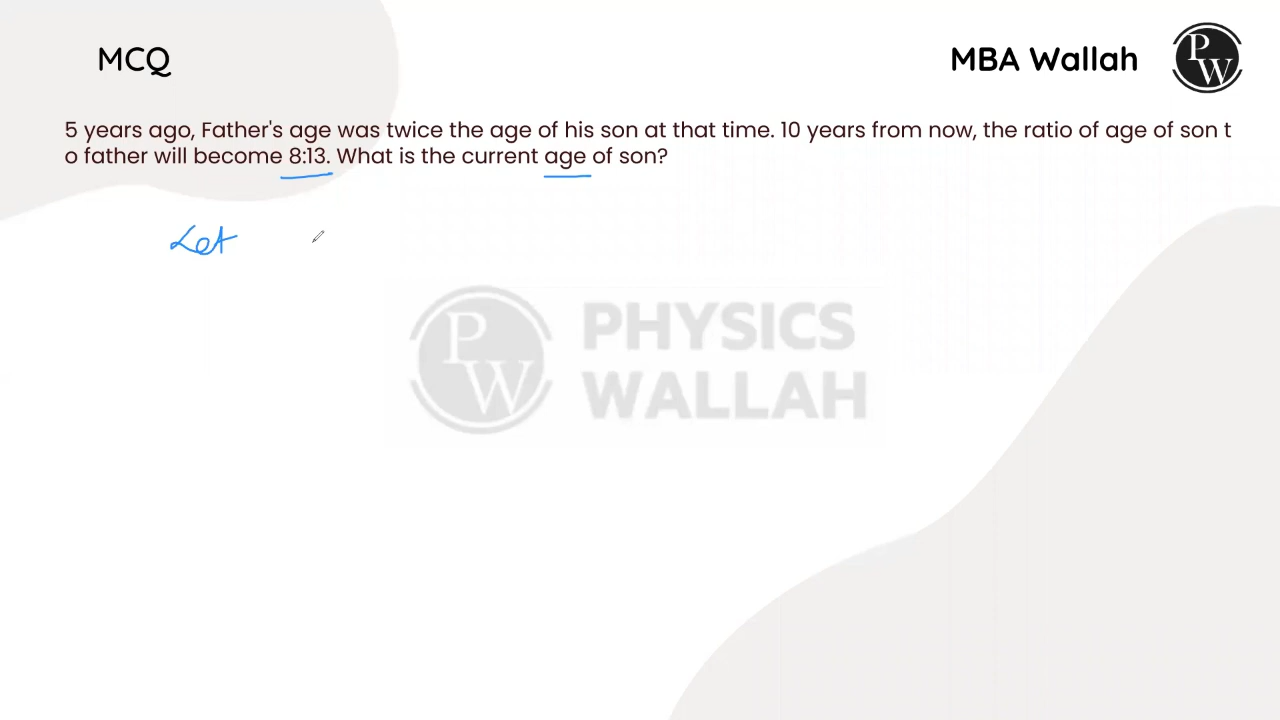 MCQ
MBA Wallah
PW
5 years ago, Father's age was twice the age of his son at that time. 10 years from now, the ratio of age of son t
o father will become 8:13. What is the current age of son?
Let
PW
PHYSICS
WALLAH